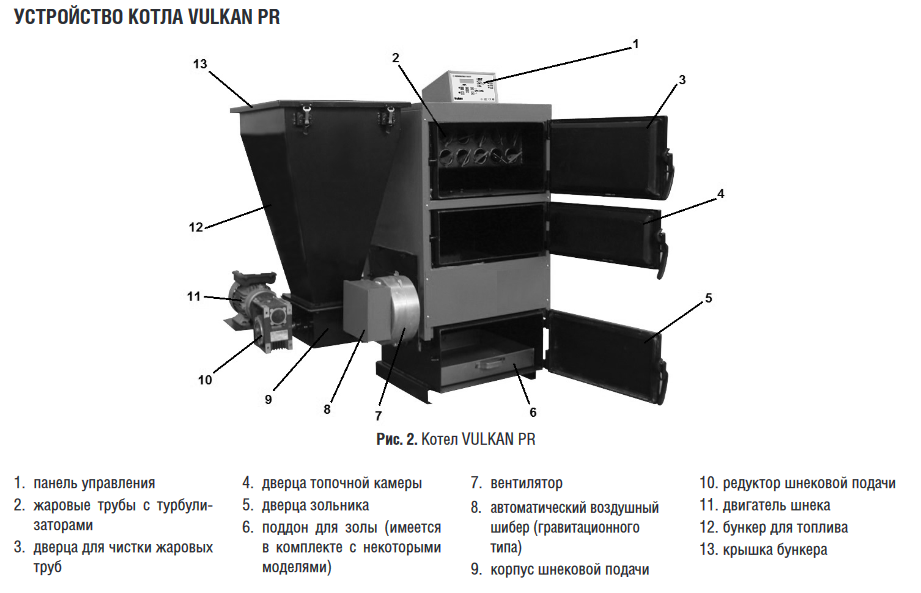 УСТРОЙСТВО КОТЛА VULKAN PR
1
2
3
4
5
6
7
8
9
10
11
12
13
Рис. 2. Котел VULKAN PR
1. панель управления
2. жаровые трубы с турбули-
заторами
3. дверца для чистки жаровых
труб
4. дверца топочной камеры
5. дверца зольника
6. поддон для золы (имеется
в комплекте с некоторыми
моделями)
7. вентилятор
8. автоматический воздушный
шибер (гравитационного
типа)
9. корпус шнековой подачи
10. редуктор шнековой подачи
11. двигатель шнека
12. бункер для топлива
13. крышка бункера